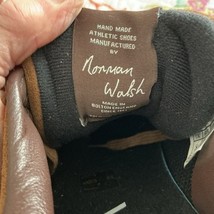 HAND MADE
ATHLETIC SHOES
MANUFACTURED
BY
Norman
Walsh
MADE IN
BOLTON ENGLAND